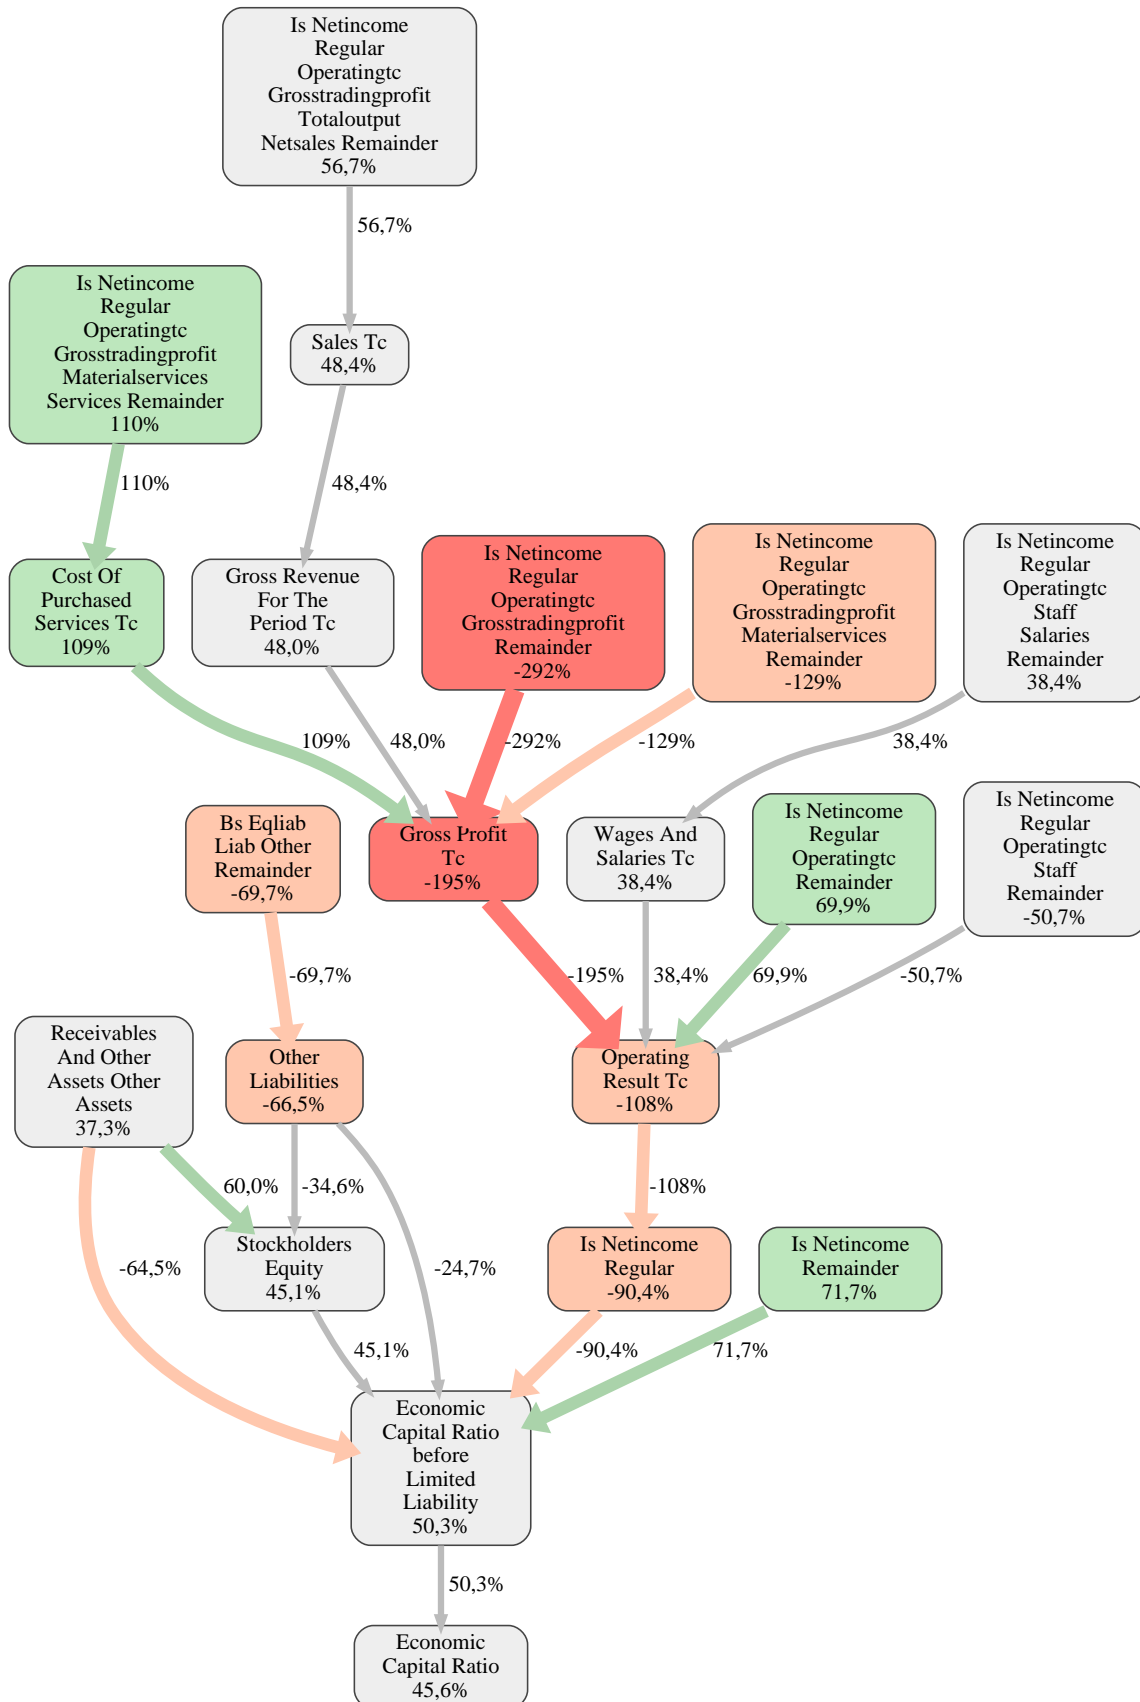 Is Netincome
Regular
Operatingtc
Grosstradingprofit
Totaloutput
Netsales Remainder
56,7%
56,7%
Is Netincome
Regular
Operatingtc
Grosstradingprofit
Materialservices
Services Remainder
110%
Sales Tc
48,4%
110%
48,4%
Cost Of
Purchased
Services Tc
109%
Gross Revenue
For The
Period Tc
48,0%
Is Netincome
Regular
Operatingtc
Grosstradingprofit
Remainder
-292%
Is Netincome
Regular
Operatingtc
Grosstradingprofit
Materialservices
Remainder
-129%
Is Netincome
Regular
Operatingtc
Staff
Salaries
Remainder
38,4%
109%
48,0%
-292%
-129%
38,4%
Bs Eqliab
Liab Other
Remainder
-69,7%
Gross Profit
Tc
-195%
Wages And
Salaries Tc
38,4%
Is Netincome
Regular
Operatingtc
Remainder
69,9%
Is Netincome
Regular
Operatingtc
Staff
Remainder
-50,7%
-69,7%
-195%
38,4%
69,9%
-50,7%
Receivables
And Other
Assets Other
Assets
37,3%
Other
Liabilities
-66,5%
Operating
Result Tc
-108%
60,0%
-34,6%
-108%
-64,5%
Stockholders
Equity
45,1%
-24,7%
Is Netincome
Regular
-90,4%
Is Netincome
Remainder
71,7%
45,1%
-90,4%
71,7%
Economic
Capital Ratio
before
Limited
Liability
50,3%
50,3%
Economic
Capital Ratio
45,6%